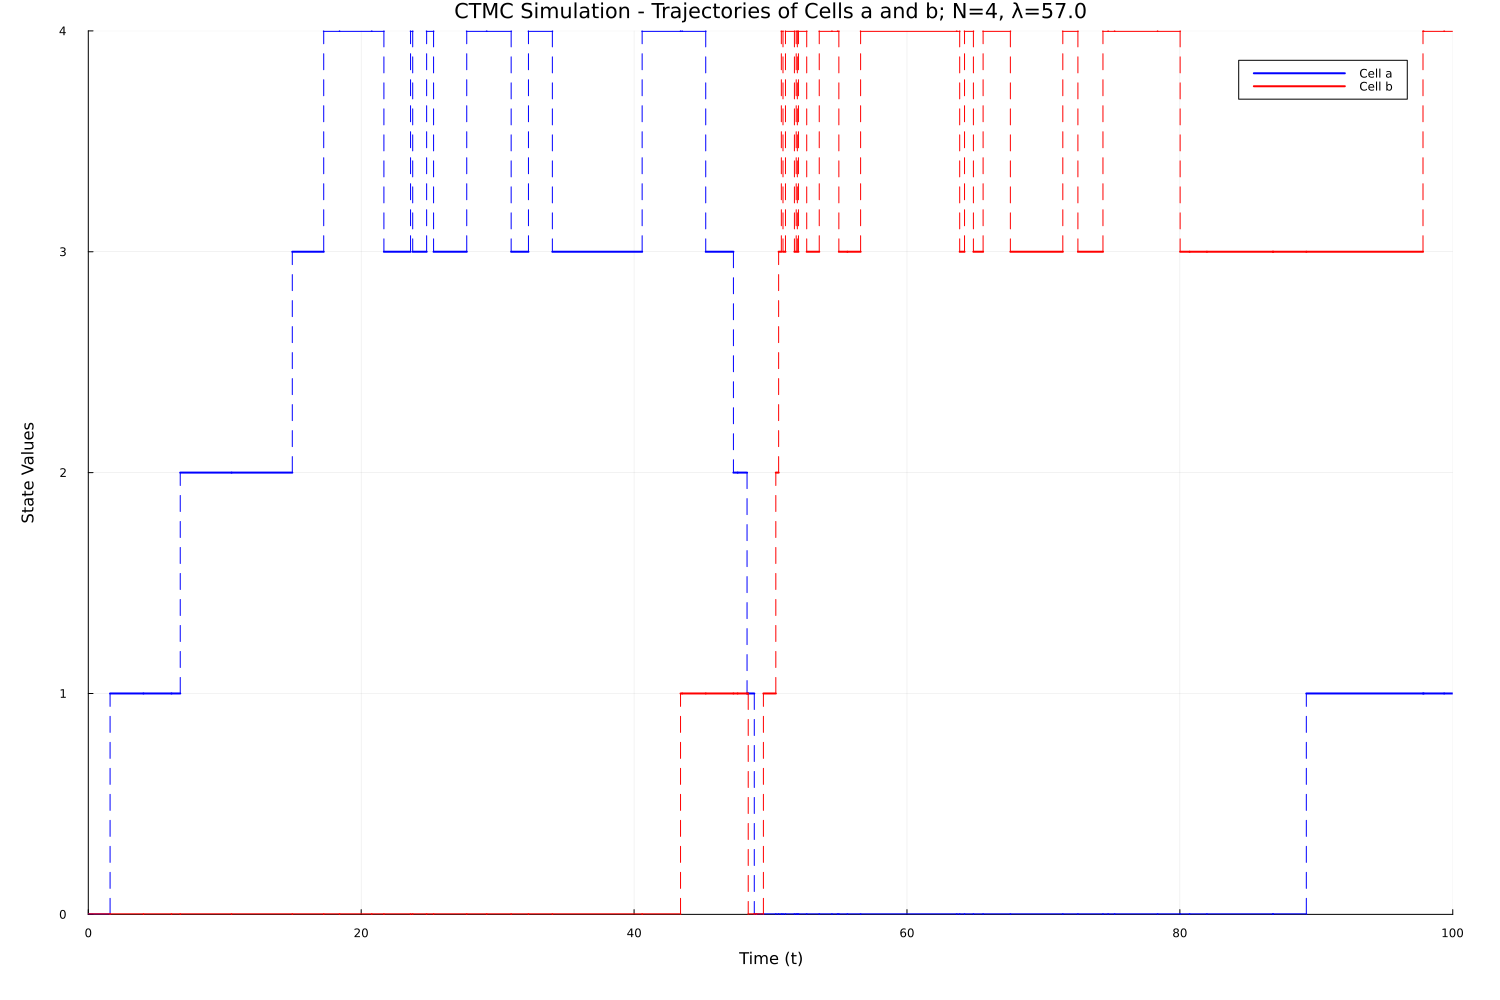 CTMC Simulation - Trajectories of Cells a and b; N=4, λ=57.0
4
3
2
1
0
State Values
Cell a
Cell b
0 20 40 60 80 100
Time (t)